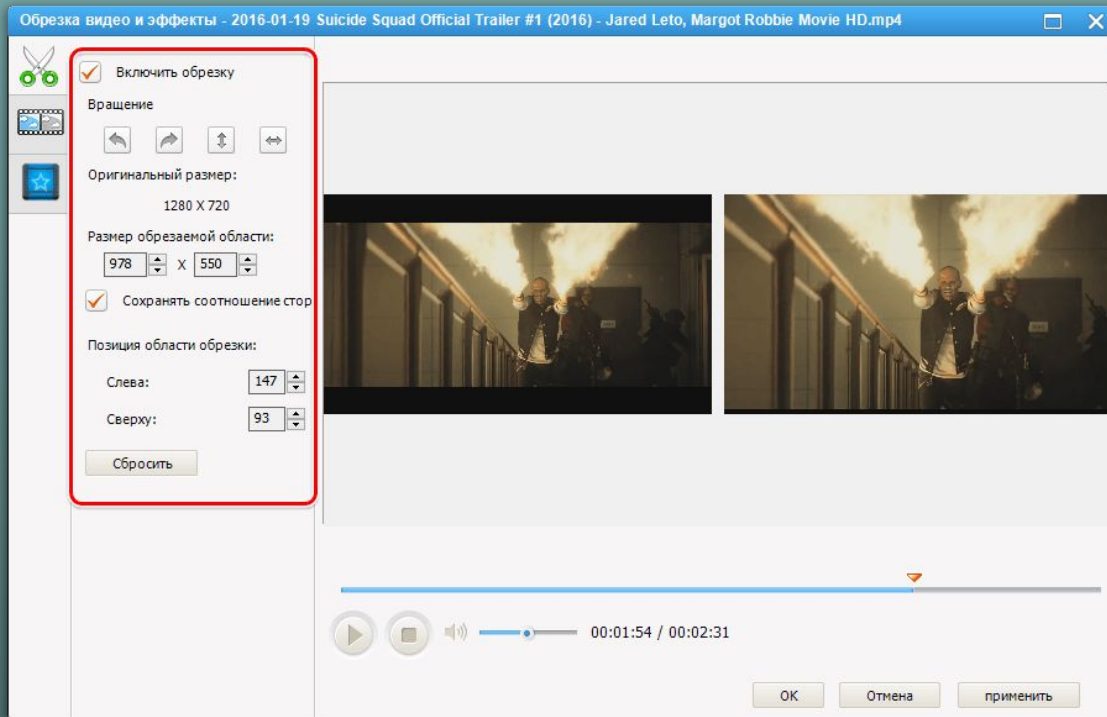 Обрезка видео и эффекты - 2016-01-19 Suicide Squad Official Trailer #1 (2016) - Jared Leto, Margot Robbie Movie HD.mp4
Включить обрезку
Вращение
Оригинальный размер:
1280 X 720
Размер обрезаемой области:
978 X 550
Сохранять соотношение стор
Позиция области обрезки:
Слева: 147
Сверху: 93
Сбросить
00:01:54 / 00:02:31
OK Отмена применить